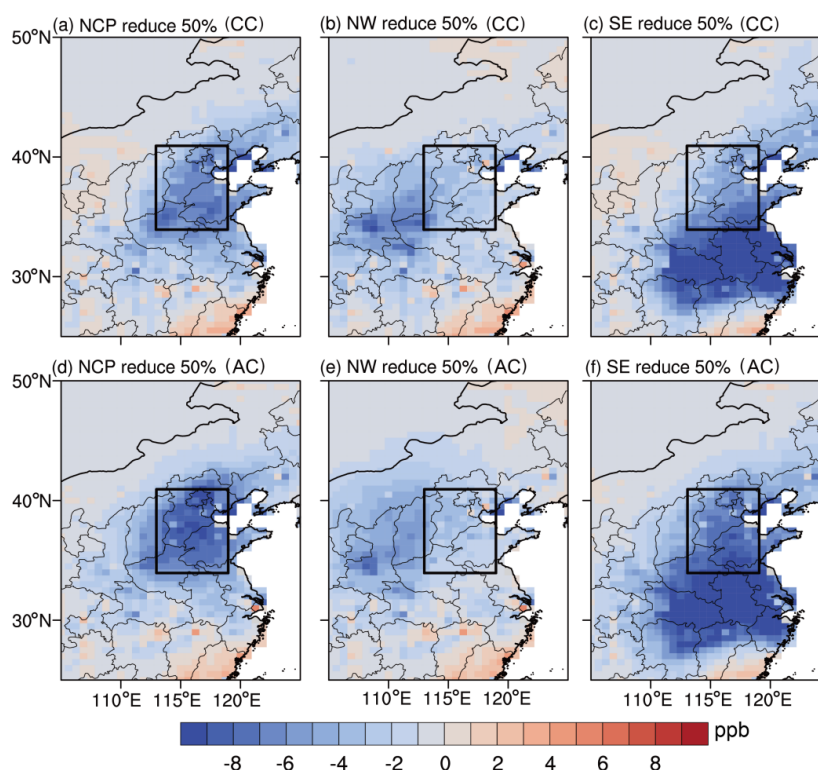 (a) NCP reduce 50% (CC) (b) NW reduce 50% (CC) (c) SE reduce 50% (CC)
50°N
40°N
30°N
(d) NCP reduce 50% (AC) (e) NW reduce 50% (AC) (f) SE reduce 50% (AC)
50°N
40°N
30°N
110°E 115°E 120°E 110°E 115°E 120°E 110°E 115°E 120°E
ppb
-8 -6 -4 -2 0 2 4 6 8